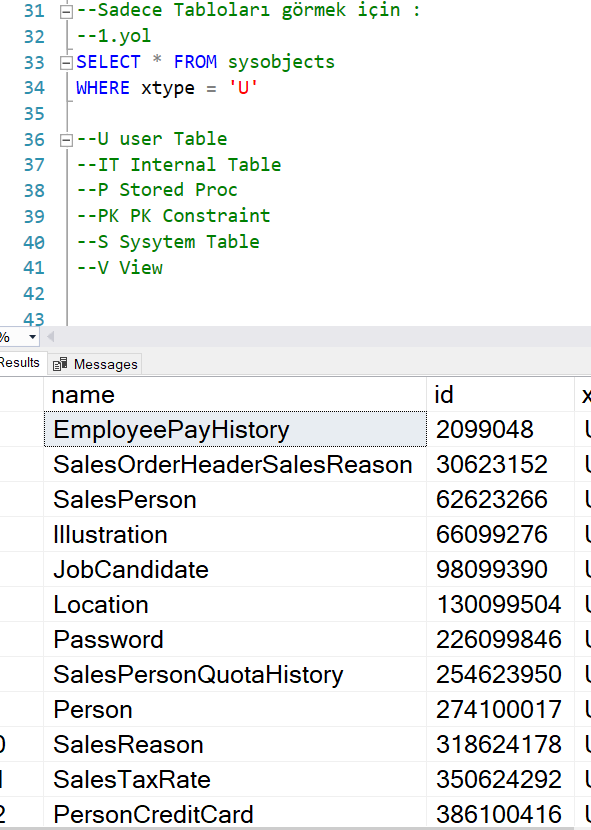 31 --Sadece Tabloları görmek için :
32 --1.yol
33 SELECT * FROM sysobjects
34 WHERE xtype = 'U'
35
36 --U user Table
37 --IT Internal Table
38 --P Stored Proc
39 --PK PK Constraint
40 --S Sysytem Table
41 --V View
42
43
%
Results Messages
name id x
EmployeePayHistory 2099048 U
SalesOrderHeaderSalesReason 30623152 U
SalesPerson 62623266 U
Illustration 66099276 U
JobCandidate 98099390 U
Location 130099504 U
Password 226099846 U
SalesPersonQuotaHistory 254623950 U
Person 274100017 U
0 SalesReason 318624178 U
1 SalesTaxRate 350624292 U
2 PersonCreditCard 386100416 U